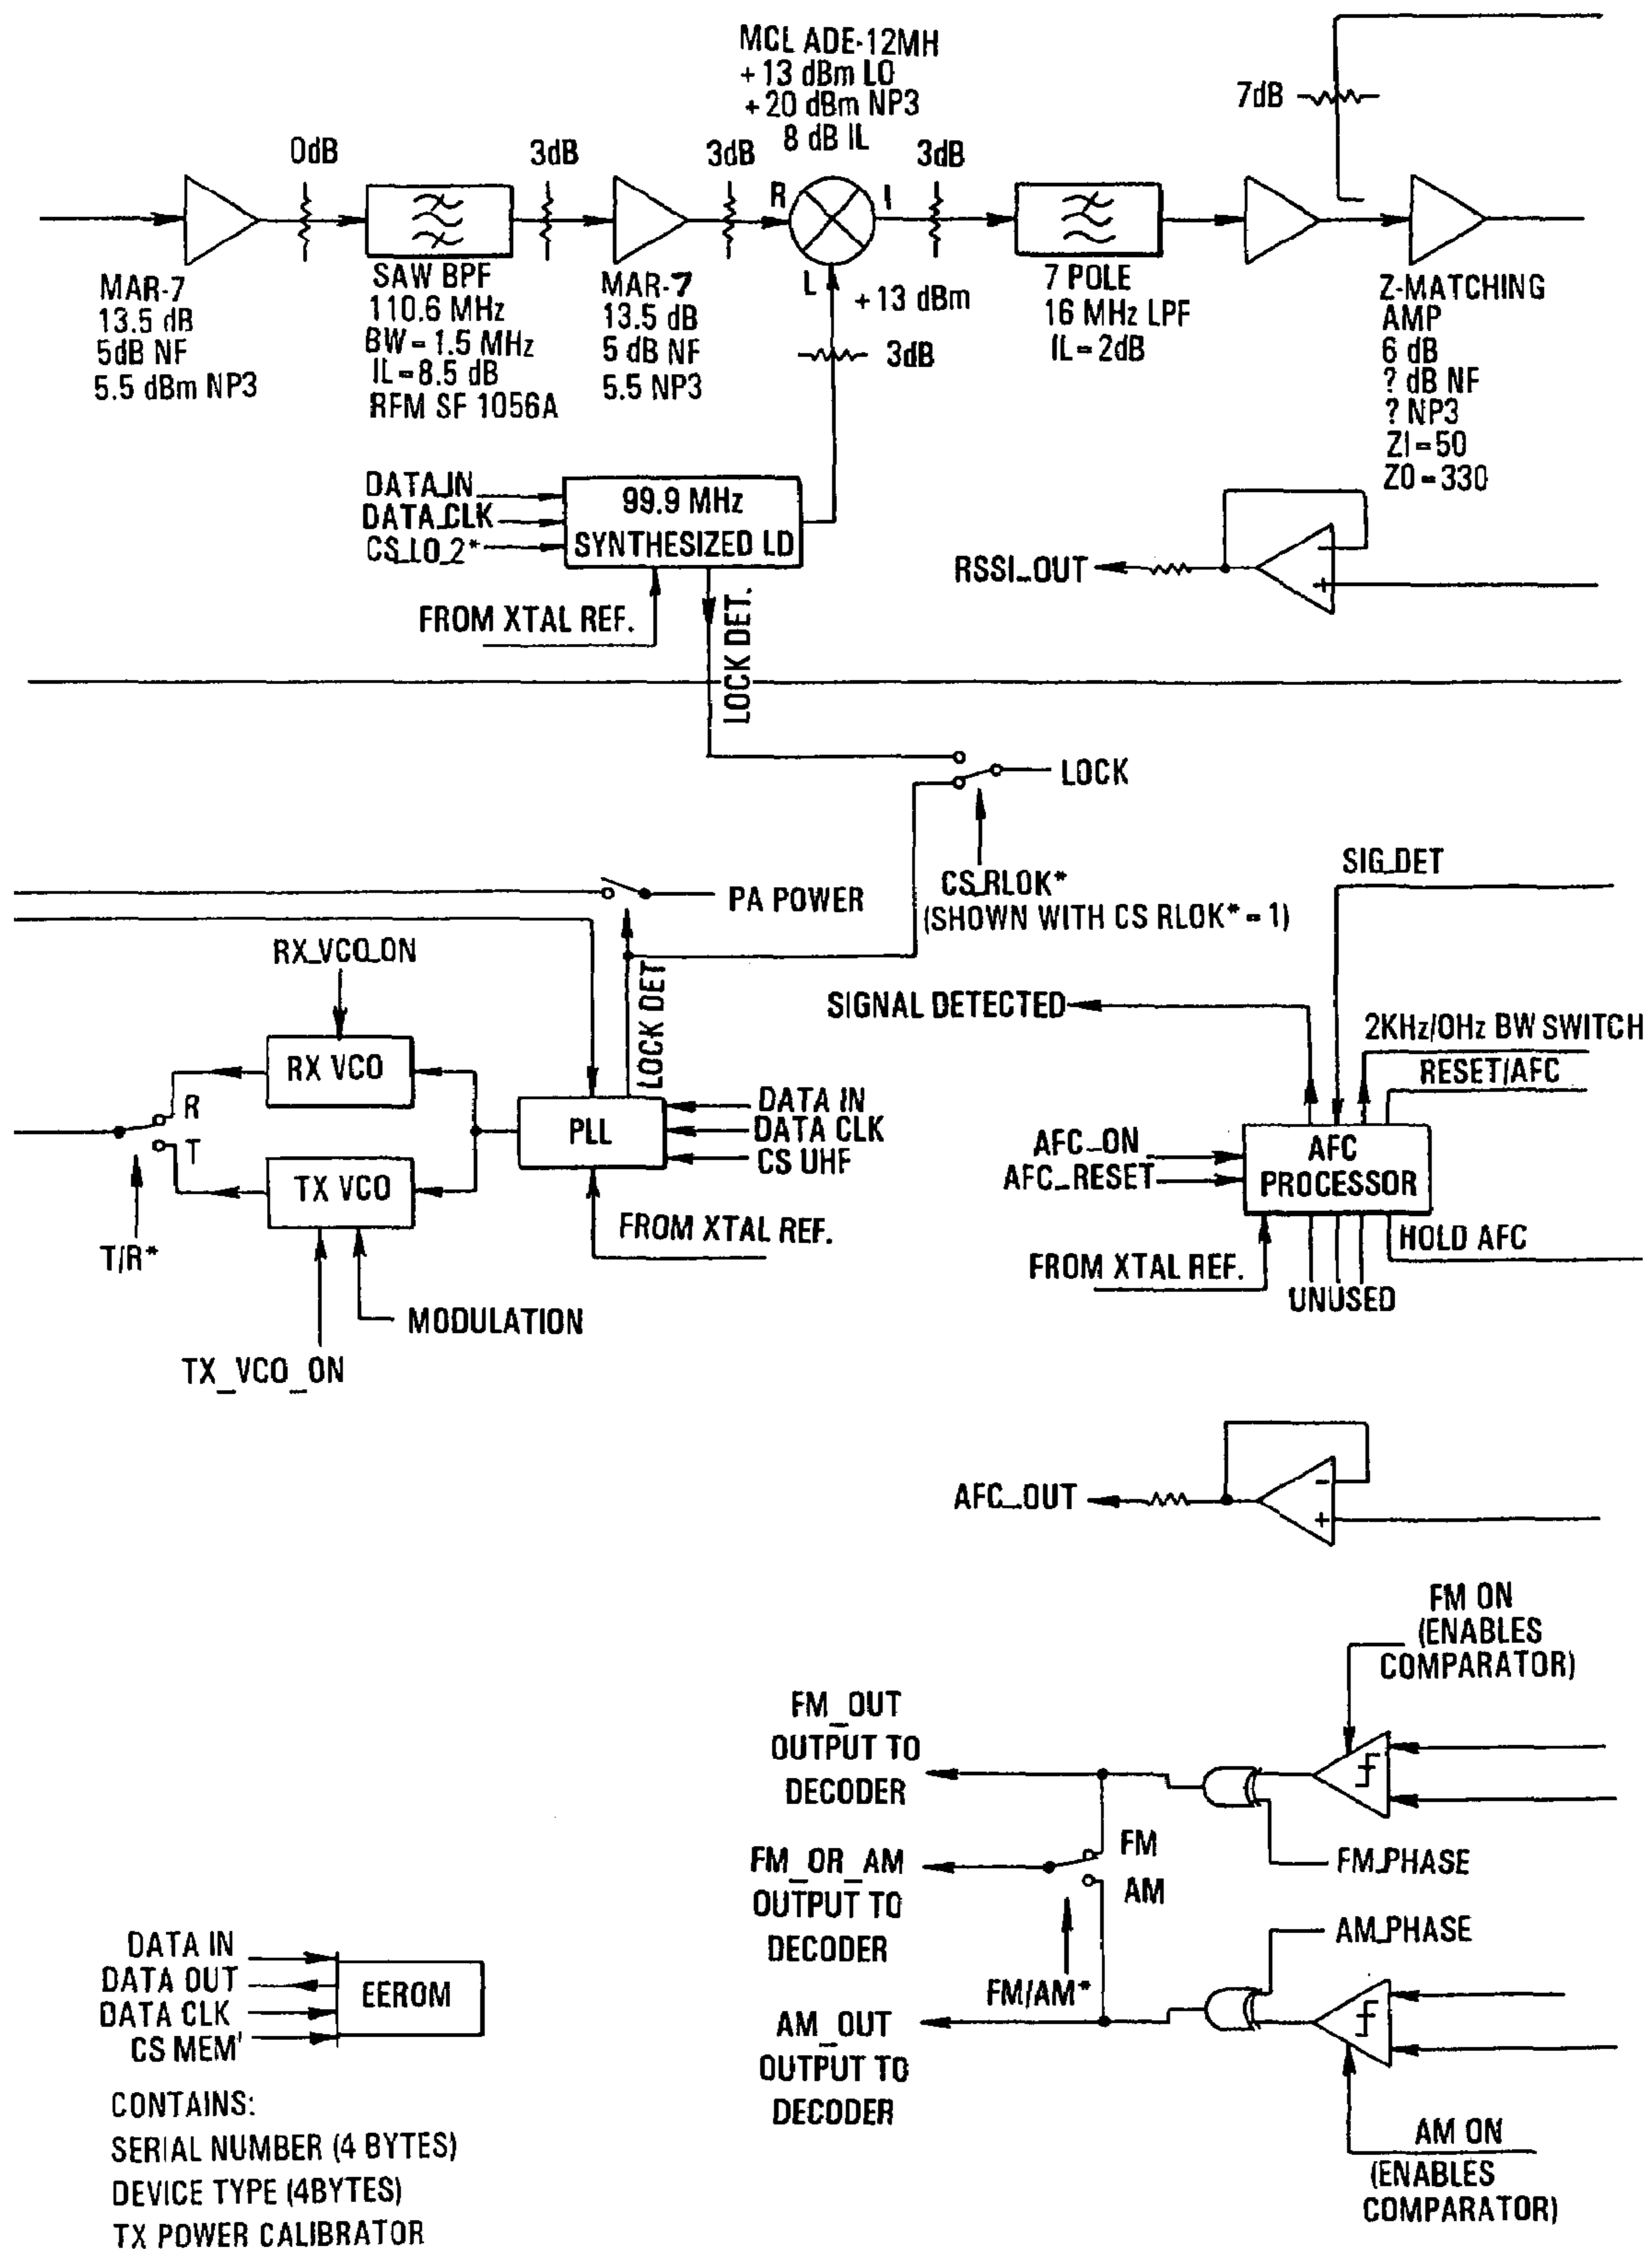 MCL ADE-12MH
+13 dBm LO
+20 dBm NP3
8 dB IL
7dB
0dB
3dB
3dB
3dB
R
I
L
+13 dBm
3dB
MAR-7
13.5 dB
5dB NF
5.5 dBm NP3
SAW BPF
110.6 MHz
BW=1.5 MHz
IL=8.5 dB
RFM SF 1056A
MAR-7
13.5 dB
5 dB NF
5.5 NP3
7 POLE
16 MHz LPF
IL=2dB
Z-MATCHING
AMP
6 dB
? dB NF
? NP3
ZI=50
ZO=330
DATA_IN
DATA_CLK
CS_LO_2*
99.9 MHz
SYNTHESIZED LD
FROM XTAL REF.
LOCK DET.
RSSI_OUT
-
+
LOCK
CS_RLOK*
(SHOWN WITH CS RLOK*=1)
PA POWER
LOCK DET
RX_VCO_ON
RX VCO
R
T
TX VCO
T/R*
TX_VCO_ON
MODULATION
PLL
DATA IN
DATA CLK
CS UHF
FROM XTAL REF.
SIG_DET
SIGNAL DETECTED
2KHz/0Hz BW SWITCH
RESET/AFC
AFC_ON
AFC_RESET
AFC
PROCESSOR
FROM XTAL REF.
HOLD AFC
UNUSED
AFC_OUT
-
+
FM ON
(ENABLES
COMPARATOR)
FM_OUT
OUTPUT TO
DECODER
FM_PHASE
FM_OR_AM
OUTPUT TO
DECODER
FM
AM
FM/AM*
AM_PHASE
AM_OUT
OUTPUT TO
DECODER
AM ON
(ENABLES
COMPARATOR)
DATA IN
DATA OUT
DATA CLK
CS MEM'
EEROM
CONTAINS:
SERIAL NUMBER (4 BYTES)
DEVICE TYPE (4BYTES)
TX POWER CALIBRATOR